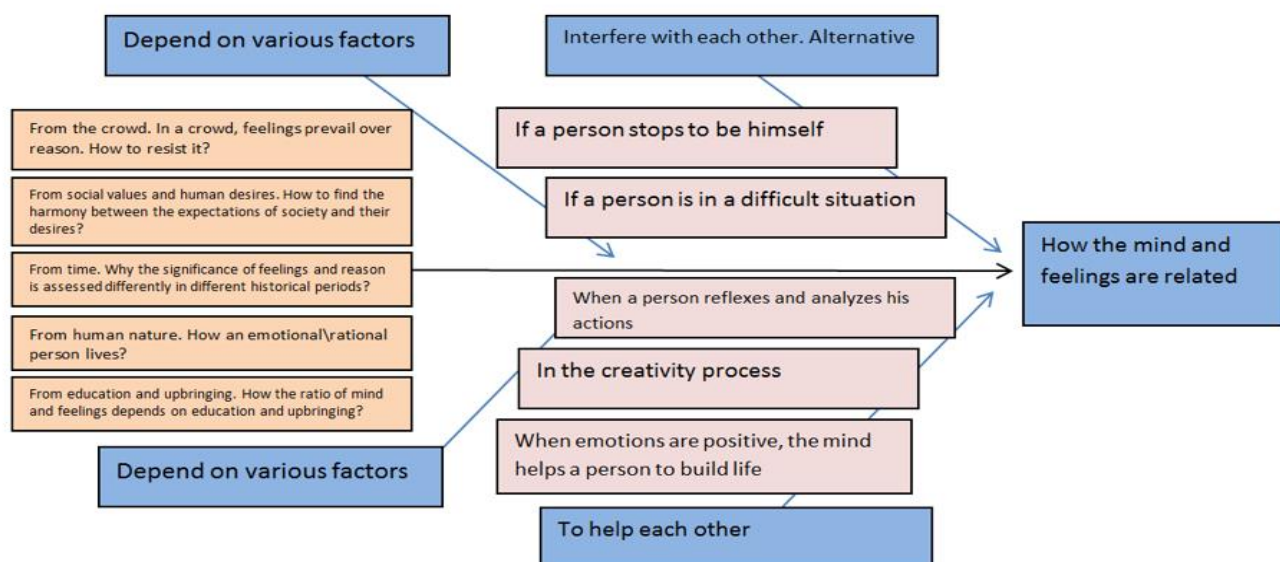 Depend on various factors
Interfere with each other. Alternative
From the crowd. In a crowd, feelings prevail over
reason. How to resist it?
From social values and human desires. How to find the
harmony between the expectations of society and their
desires?
From time. Why the significance of feelings and reason
is assessed differently in different historical periods?
From human nature. How an emotional\rational
person lives?
From education and upbringing. How the ratio of mind
and feelings depends on education and upbringing?
Depend on various factors
If a person stops to be himself
If a person is in a difficult situation
When a person reflexes and analyzes his
actions
In the creativity process
When emotions are positive, the mind
helps a person to build life
To help each other
How the mind and
feelings are related